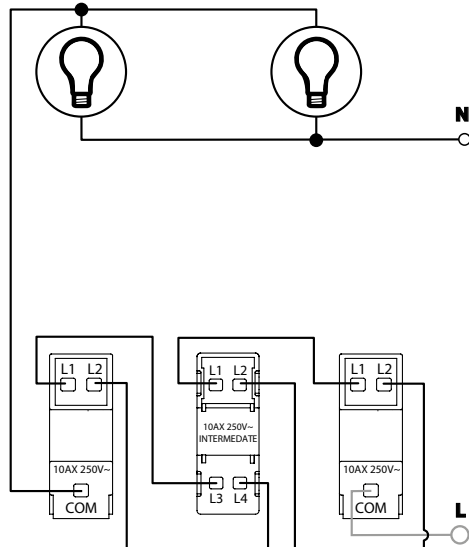 N
L1 L2
L1 L2
L1 L2
10AX 250V~
INTERMEDATE
10AX 250V~
10AX 250V~
L3 L4
COM
COM
L